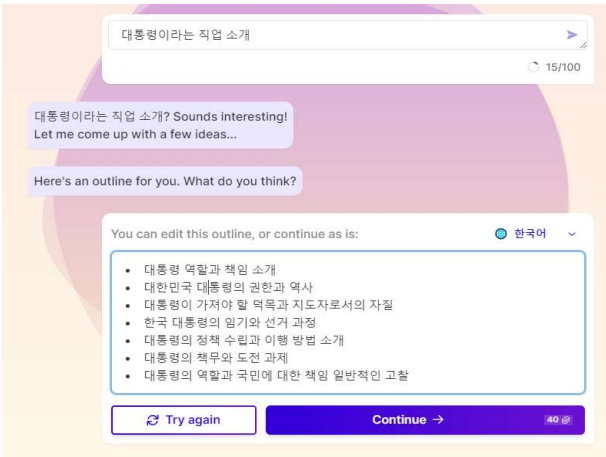 대통령이라는 직업 소개
15/100
대통령이라는 직업 소개? Sounds interesting!
Let me come up with a few ideas...
Here's an outline for you. What do you think?
You can edit this outline, or continue as is:
한국어
• 대통령 역할과 책임 소개
• 대한민국 대통령의 권한과 역사
• 대통령이 가져야 할 덕목과 지도자로서의 자질
• 한국 대통령의 임기와 선거 과정
• 대통령의 정책 수립과 이행 방법 소개
• 대통령의 책무와 도전 과제
• 대통령의 역할과 국민에 대한 책임 일반적인 고찰
Try again
Continue →
40